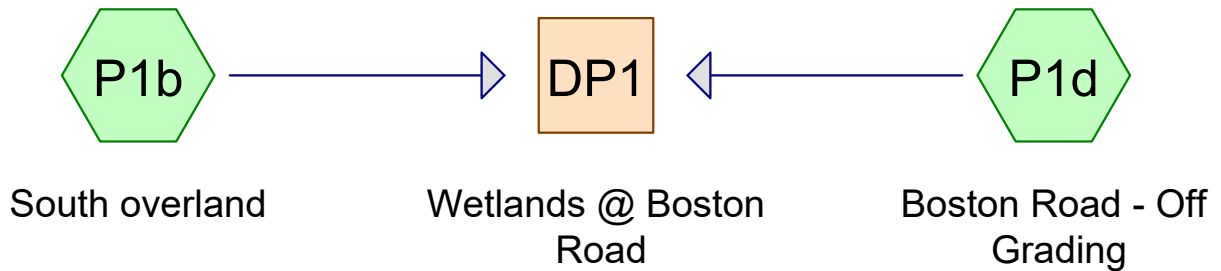 P1b
DP1
P1d
South overland
Wetlands @ Boston
Road
Boston Road - Off
Grading